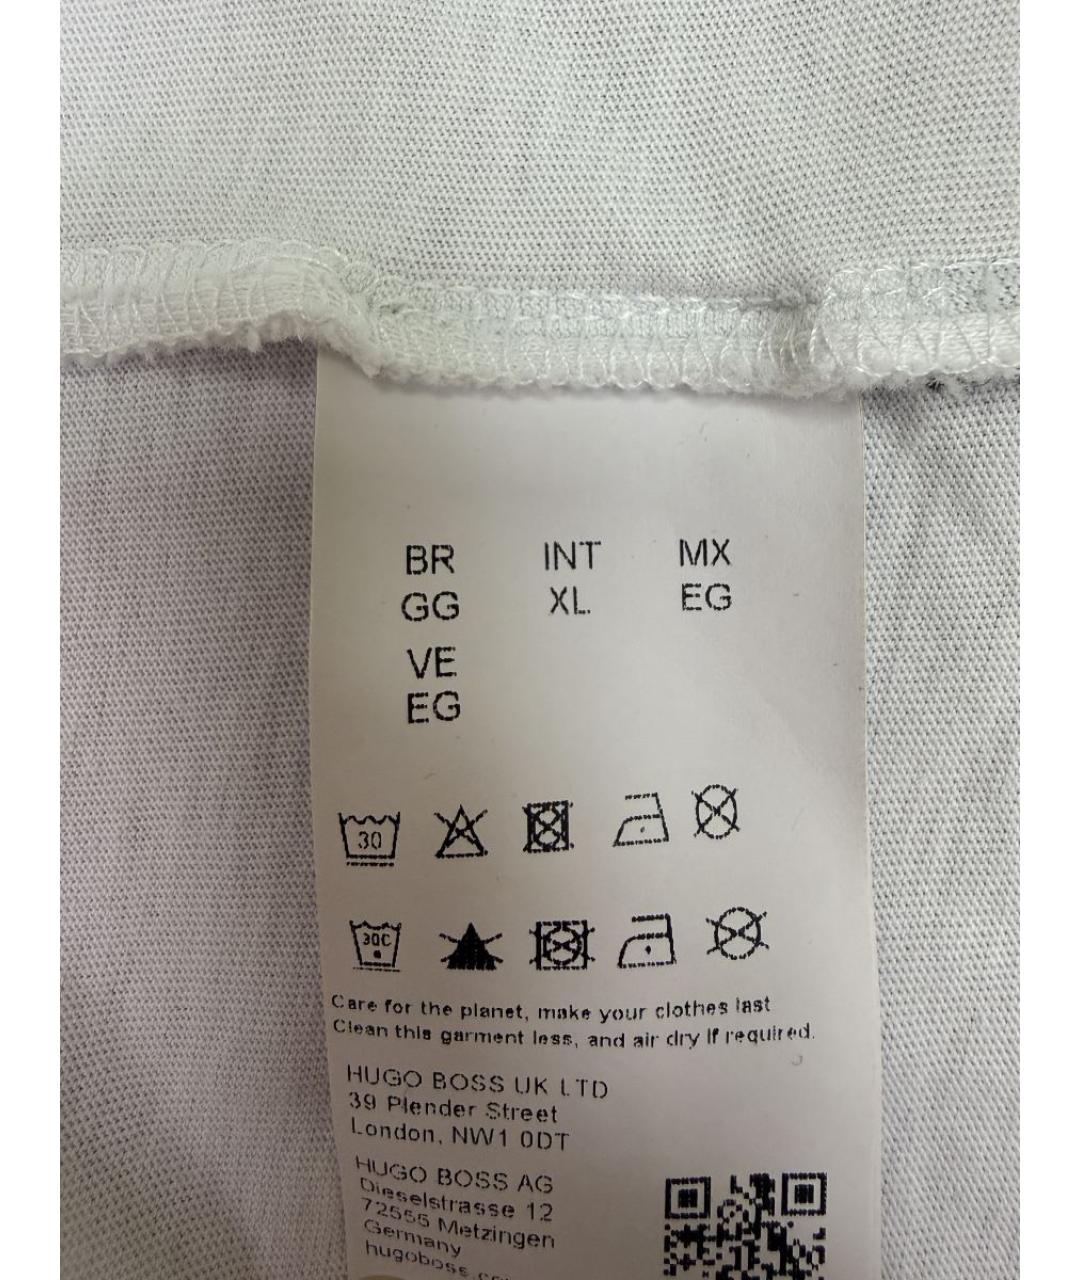 BR INT MX
GG XL EG
VE
EG
30
30C
Care for the planet, make your clothes last
Clean this garment less, and air dry if required.
HUGO BOSS UK LTD
39 Plender Street
London, NW1 0DT
HUGO BOSS AG
Dieselstrasse 12
72555 Metzingen
Germany
hugoboss